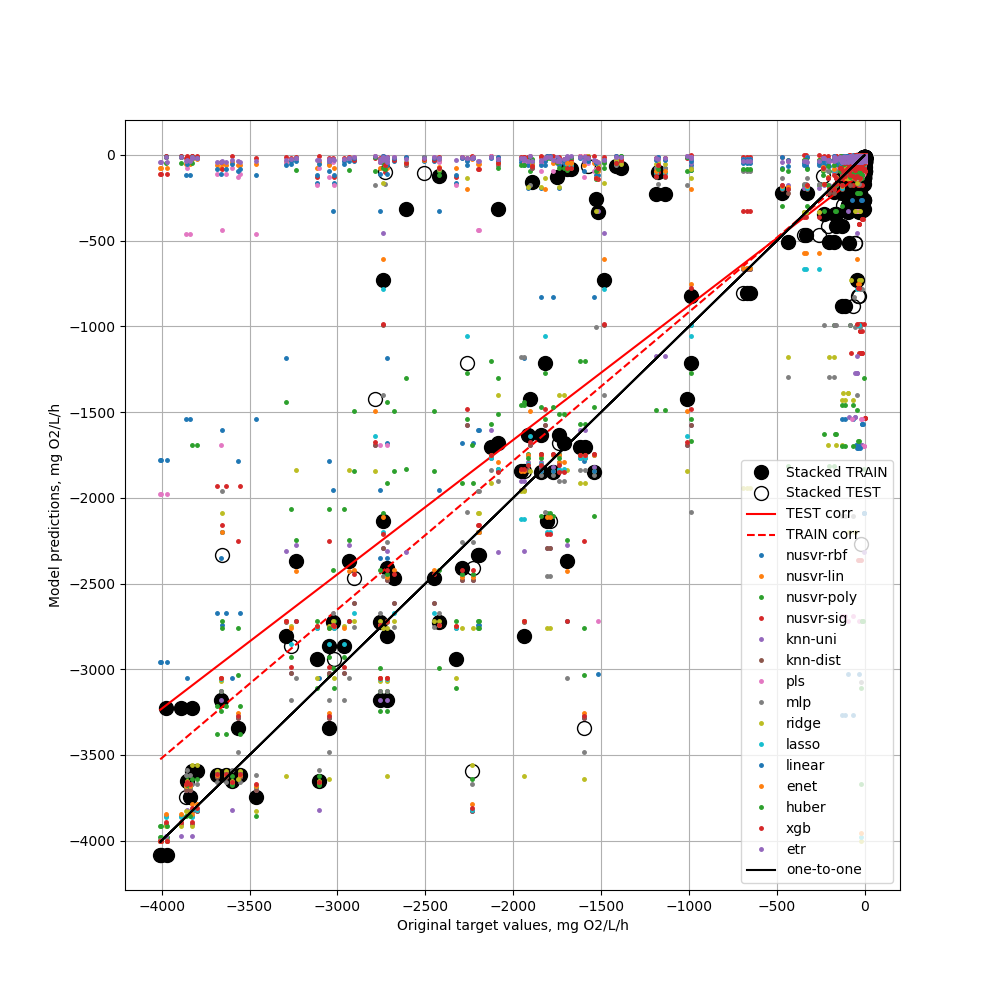 0
−500
−1000
−1500
−2000
−2500
−3000
−3500
−4000
Model predictions, mg O2/L/h
−4000 −3500 −3000 −2500 −2000 −1500 −1000 −500 0
Original target values, mg O2/L/h
Stacked TRAIN
Stacked TEST
TEST corr
TRAIN corr
nusvr-rbf
nusvr-lin
nusvr-poly
nusvr-sig
knn-uni
knn-dist
pls
mlp
ridge
lasso
linear
enet
huber
xgb
etr
one-to-one